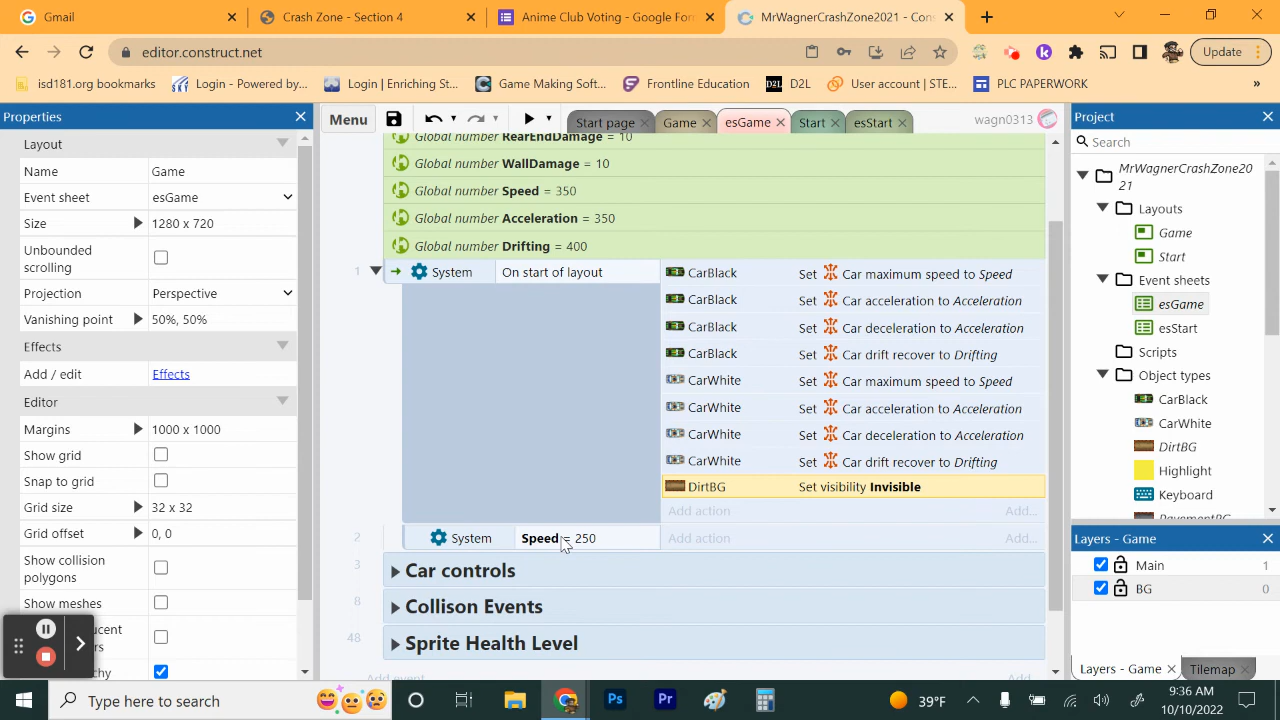 Gmail
Crash Zone - Section 4
Anime Club Voting - Google For
MrWagnerCrashZone2021 - Cons
editor.construct.net
Update
isd181.org bookmarks
Login - Powered by...
Login | Enriching St...
Game Making Soft...
Frontline Education
D2L
User account | STE...
PLC PAPERWORK
»
Properties
Menu
Start page
Game
esGame
Start
esStart
wagn0313
Project
Layout
Name Game
Event sheet esGame
Size 1280 x 720
Unbounded scrolling
Projection Perspective
Vanishing point 50%, 50%
Effects
Add / edit Effects
Editor
Margins 1000 x 1000
Show grid
Snap to grid
Grid size 32 x 32
Grid offset 0, 0
Show collision polygons
Show meshes
Global number RearEndDamage = 10
Global number WallDamage = 10
Global number Speed = 350
Global number Acceleration = 350
Global number Drifting = 400
1 System On start of layout
CarBlack Set Car maximum speed to Speed
CarBlack Set Car acceleration to Acceleration
CarBlack Set Car deceleration to Acceleration
CarBlack Set Car drift recover to Drifting
CarWhite Set Car maximum speed to Speed
CarWhite Set Car acceleration to Acceleration
CarWhite Set Car deceleration to Acceleration
CarWhite Set Car drift recover to Drifting
DirtBG Set visibility Invisible
Add action Add...
2 System Speed = 250 Add action Add...
3 Car controls
8 Collison Events
48 Sprite Health Level
Add event
Search
MrWagnerCrashZone2021
Layouts
Game
Start
Event sheets
esGame
esStart
Scripts
Object types
CarBlack
CarWhite
DirtBG
Highlight
Keyboard
PavementBG
Layers - Game
Main 1
BG 0
Layers - Game
Tilemap
Type here to search
39°F
9:36 AM
10/10/2022